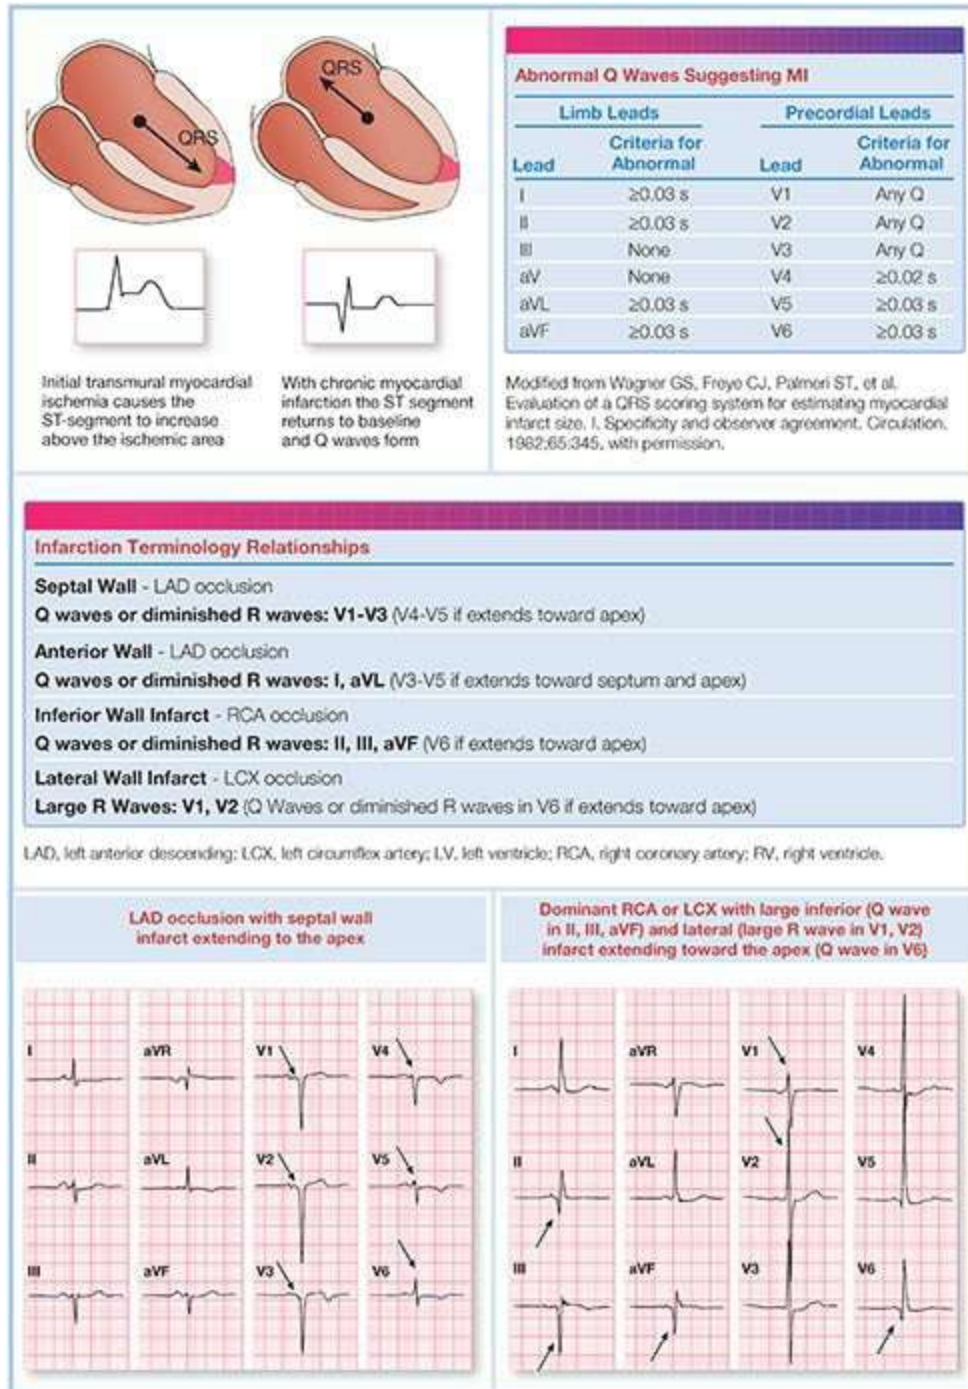 QRS
QRS
Initial transmural myocardial
ischemia causes the
ST-segment to increase
above the ischemic area
With chronic myocardial
infarction the ST segment
returns to baseline
and Q waves form
Abnormal Q Waves Suggesting MI
Limb Leads Precordial Leads
Lead Criteria for Abnormal Lead Criteria for Abnormal
I ≥0.03 s V1 Any Q
II ≥0.03 s V2 Any Q
III None V3 Any Q
aV None V4 ≥0.02 s
aVL ≥0.03 s V5 ≥0.03 s
aVF ≥0.03 s V6 ≥0.03 s
Modified from Wagner GS, Freye CJ, Palmeri ST, et al.
Evaluation of a QRS scoring system for estimating myocardial
infarct size. I. Specificity and observer agreement. Circulation.
1982;65:345, with permission.
Infarction Terminology Relationships
Septal Wall - LAD occlusion
Q waves or diminished R waves: V1-V3 (V4-V5 if extends toward apex)
Anterior Wall - LAD occlusion
Q waves or diminished R waves: I, aVL (V3-V5 if extends toward septum and apex)
Inferior Wall Infarct - RCA occlusion
Q waves or diminished R waves: II, III, aVF (V6 if extends toward apex)
Lateral Wall Infarct - LCX occlusion
Large R Waves: V1, V2 (Q Waves or diminished R waves in V6 if extends toward apex)
LAD, left anterior descending; LCX, left circumflex artery; LV, left ventricle; RCA, right coronary artery; RV, right ventricle.
LAD occlusion with septal wall
infarct extending to the apex
I aVR V1 V4
II aVL V2 V5
III aVF V3 V6
Dominant RCA or LCX with large inferior (Q wave
in II, III, aVF) and lateral (large R wave in V1, V2)
infarct extending toward the apex (Q wave in V6)
I aVR V1 V4
II aVL V2 V5
III aVF V3 V6